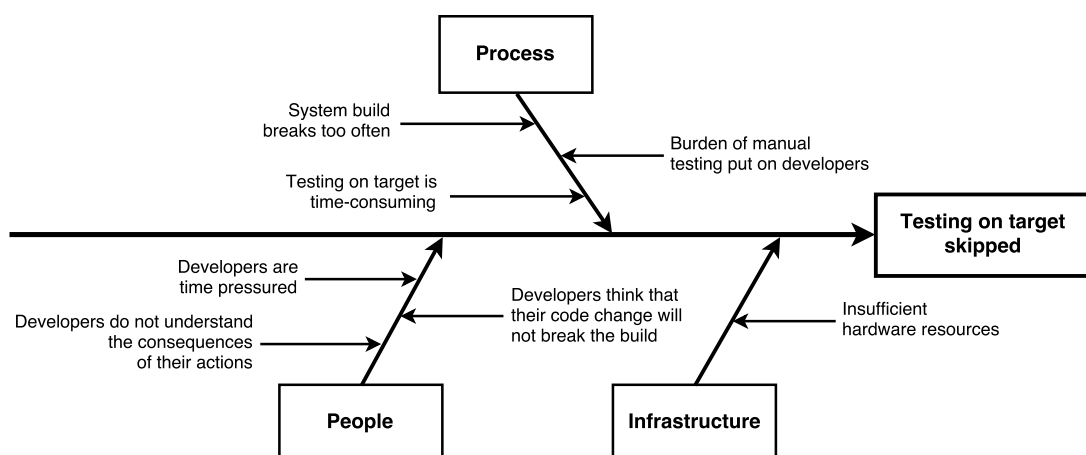 Process
System build
breaks too often
Burden of manual
testing put on developers
Testing on target is
time-consuming
Testing on target
skipped
Developers are
time pressured
Developers think that
their code change will
not break the build
Insufficient
hardware resources
Developers do not understand
the consequences
of their actions
People
Infrastructure